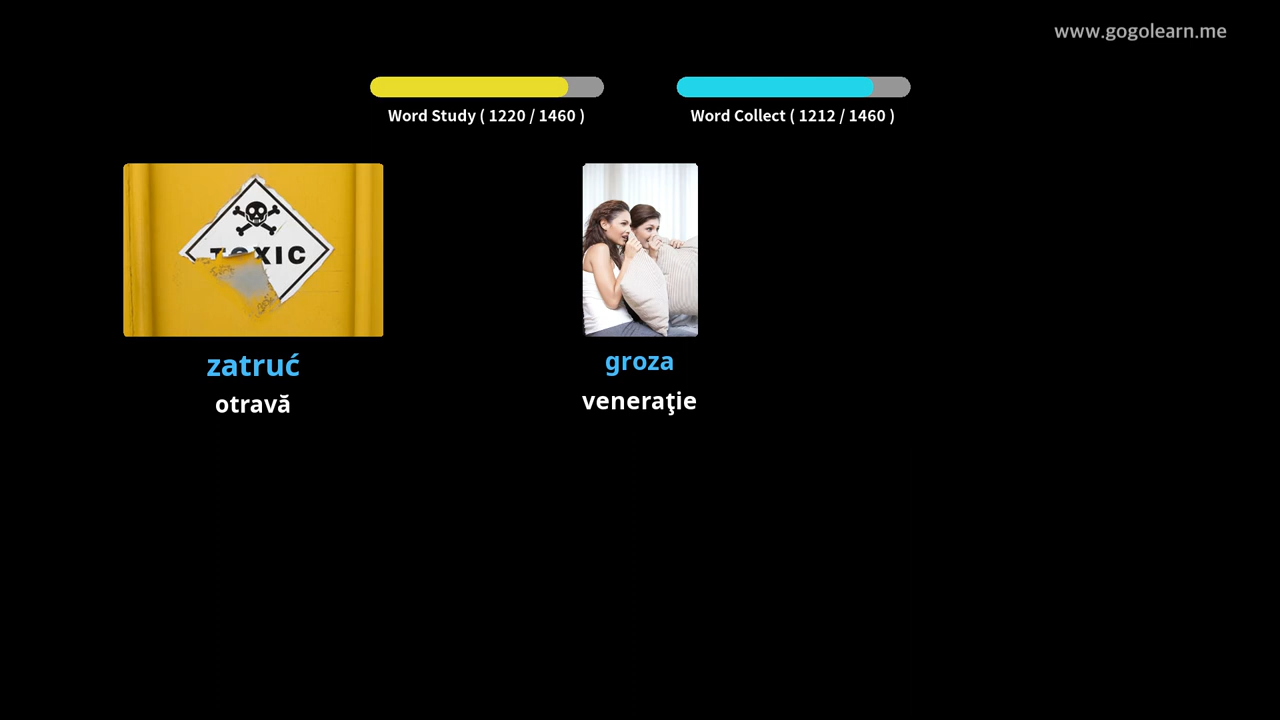 www.gogolearn.me
Word Study ( 1220 / 1460 )
Word Collect ( 1212 / 1460 )
TOXIC
zatruć
otravă
groza
veneraţie